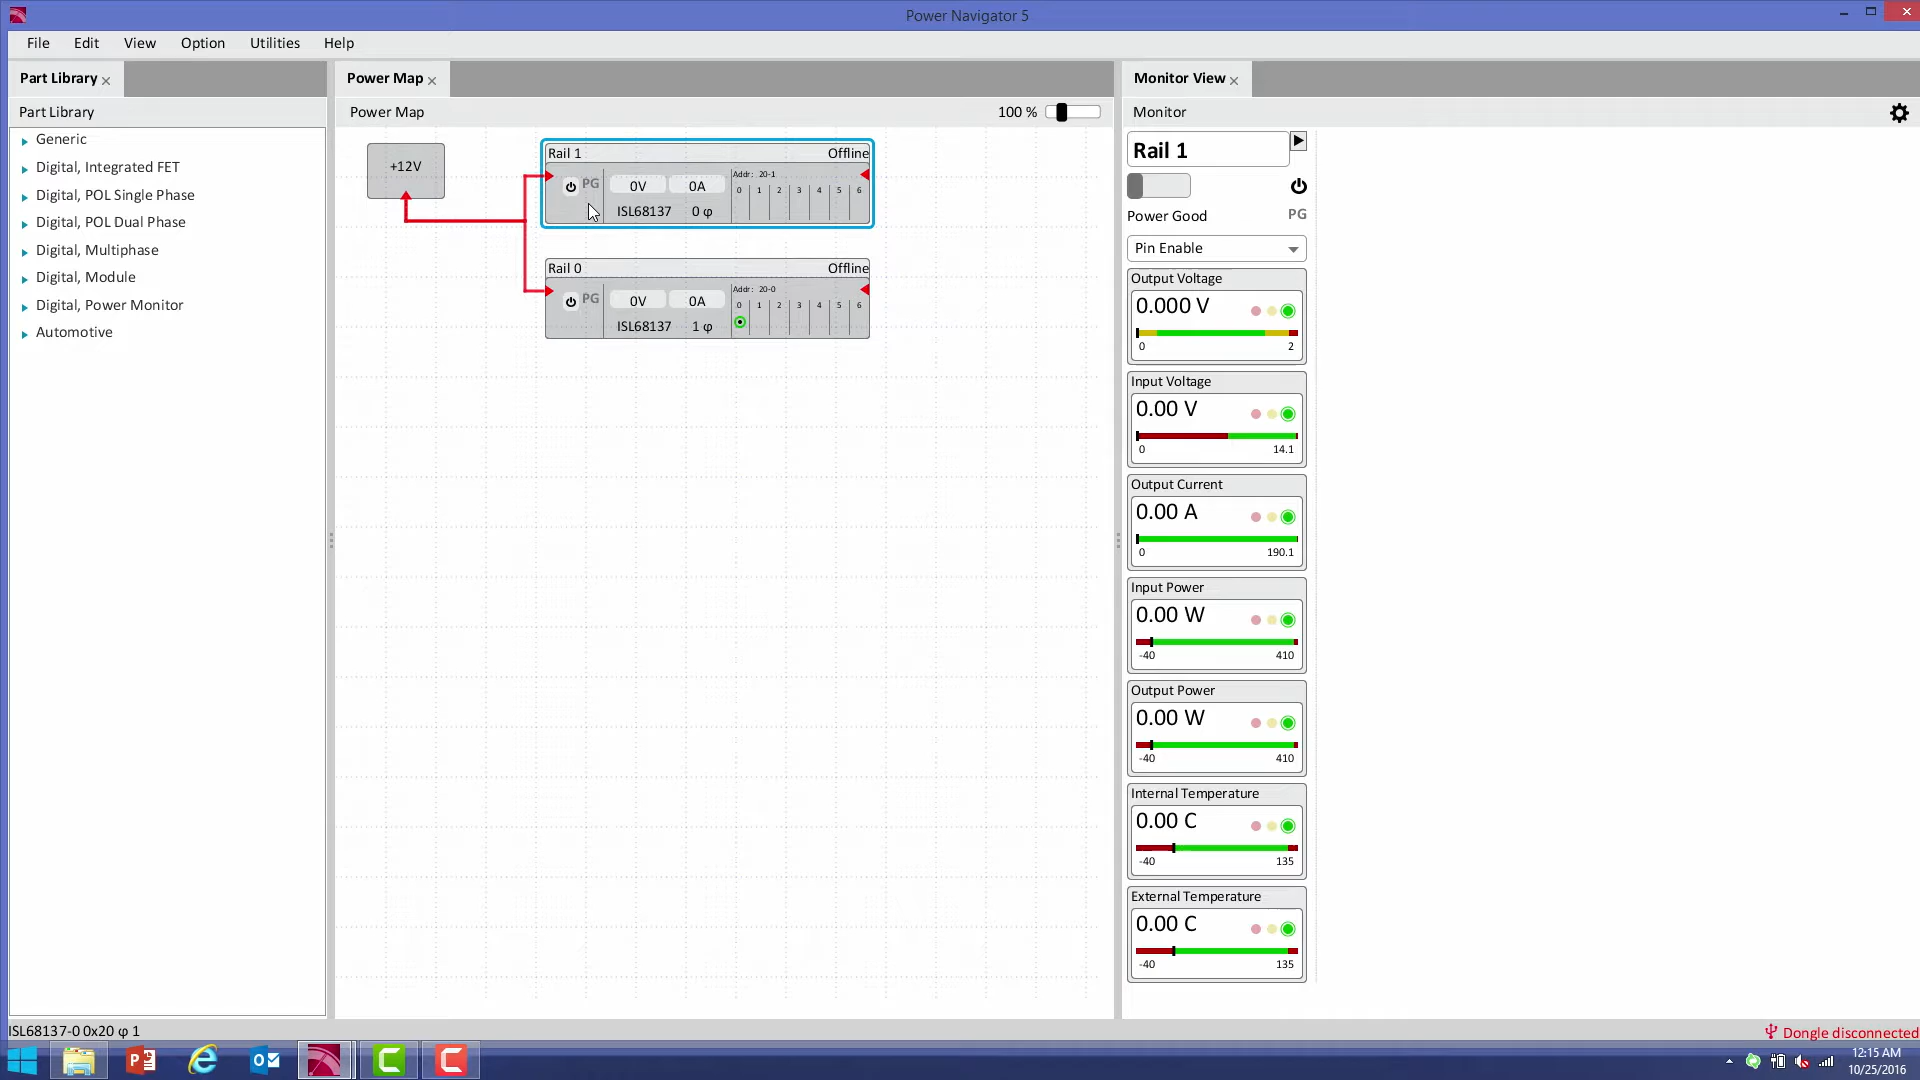 Power Navigator 5
File Edit View Option Utilities Help
Part Library
Power Map
Monitor View
Part Library
Power Map
100 %
Monitor
Generic
Digital, Integrated FET
Digital, POL Single Phase
Digital, POL Dual Phase
Digital, Multiphase
Digital, Module
Digital, Power Monitor
Automotive
+12V
Rail 1 Offline
PG 0V 0A Addr: 20-1
0 1 2 3 4 5 6
ISL68137 0 φ
Rail 0 Offline
PG 0V 0A Addr: 20-0
0 1 2 3 4 5 6
ISL68137 1 φ
Rail 1
Power Good PG
Pin Enable
Output Voltage
0.000 V
0 2
Input Voltage
0.00 V
0 14.1
Output Current
0.00 A
0 190.1
Input Power
0.00 W
-40 410
Output Power
0.00 W
-40 410
Internal Temperature
0.00 C
-40 135
External Temperature
0.00 C
-40 135
ISL68137-0 0x20 φ 1
Dongle disconnected
12:15 AM
10/25/2016